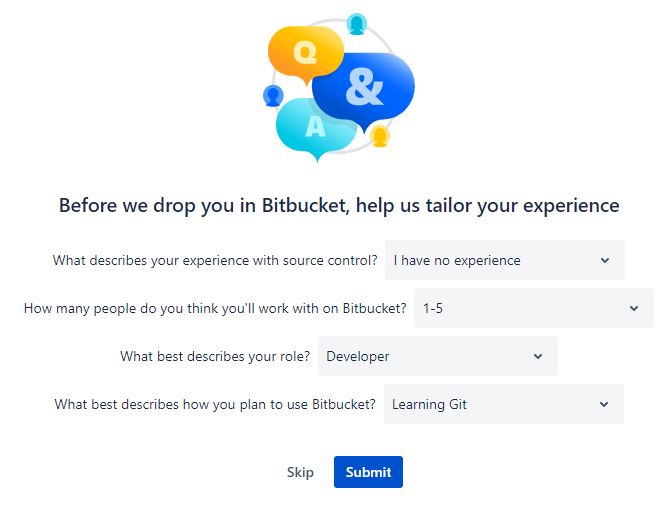 Q
&
A
Before we drop you in Bitbucket, help us tailor your experience
What describes your experience with source control? I have no experience
How many people do you think you'll work with on Bitbucket? 1-5
What best describes your role? Developer
What best describes how you plan to use Bitbucket? Learning Git
Skip Submit